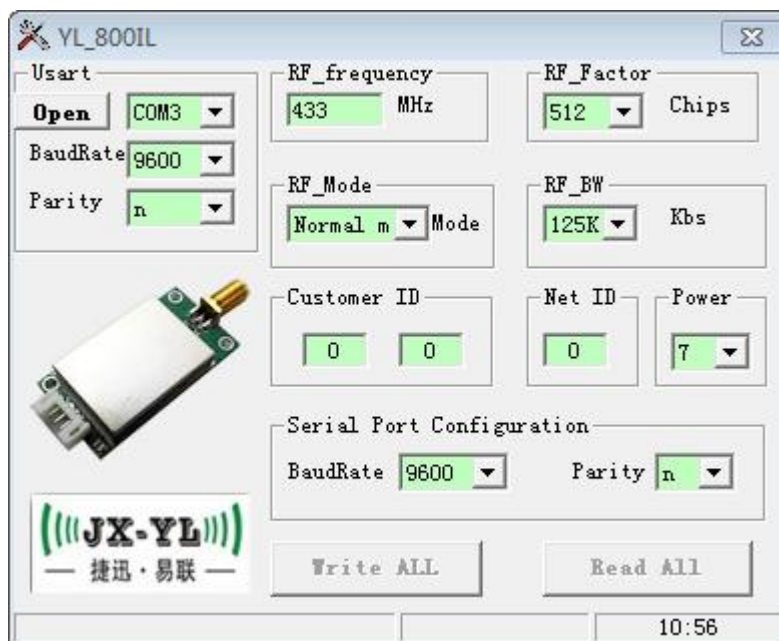 YL_800IL
Usart
Open COM3
BaudRate 9600
Parity n
RF_frequency
433 MHz
RF_Factor
512 Chips
RF_Mode
Normal m Mode
RF_BW
125K Kbs
Customer ID
0 0
Net ID
0
Power
7
Serial Port Configuration
BaudRate 9600 Parity n
JX-YL
捷迅·易联
Write ALL Read All
10:56